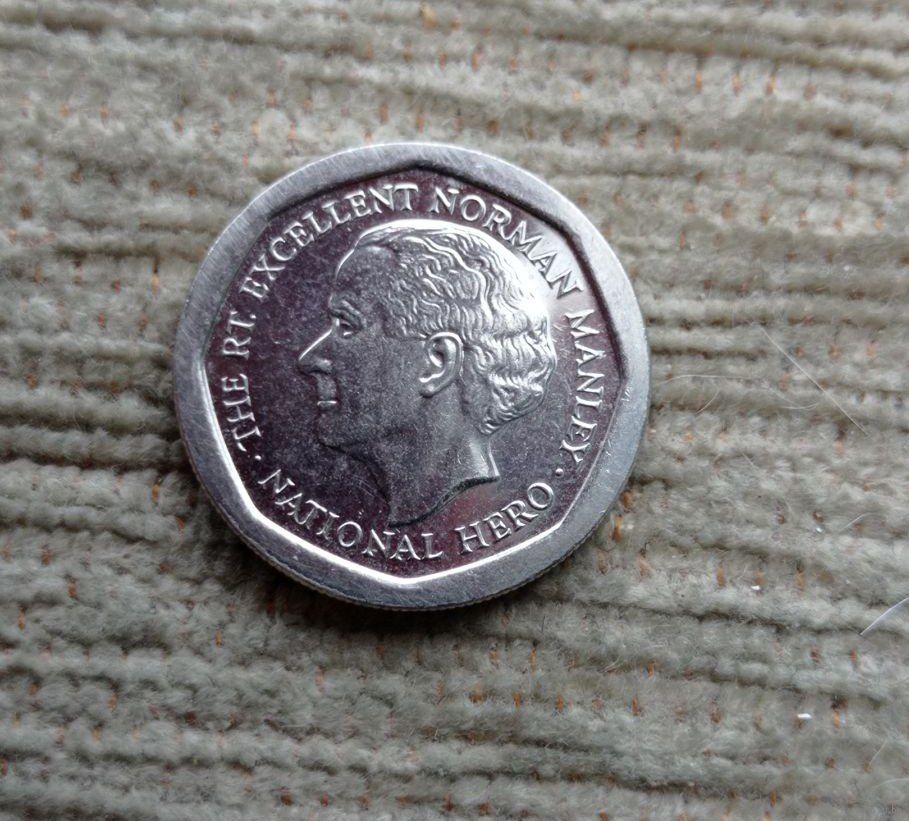 THE RT. EXCELLENT NORMAN MANLEY
· NATIONAL HERO ·